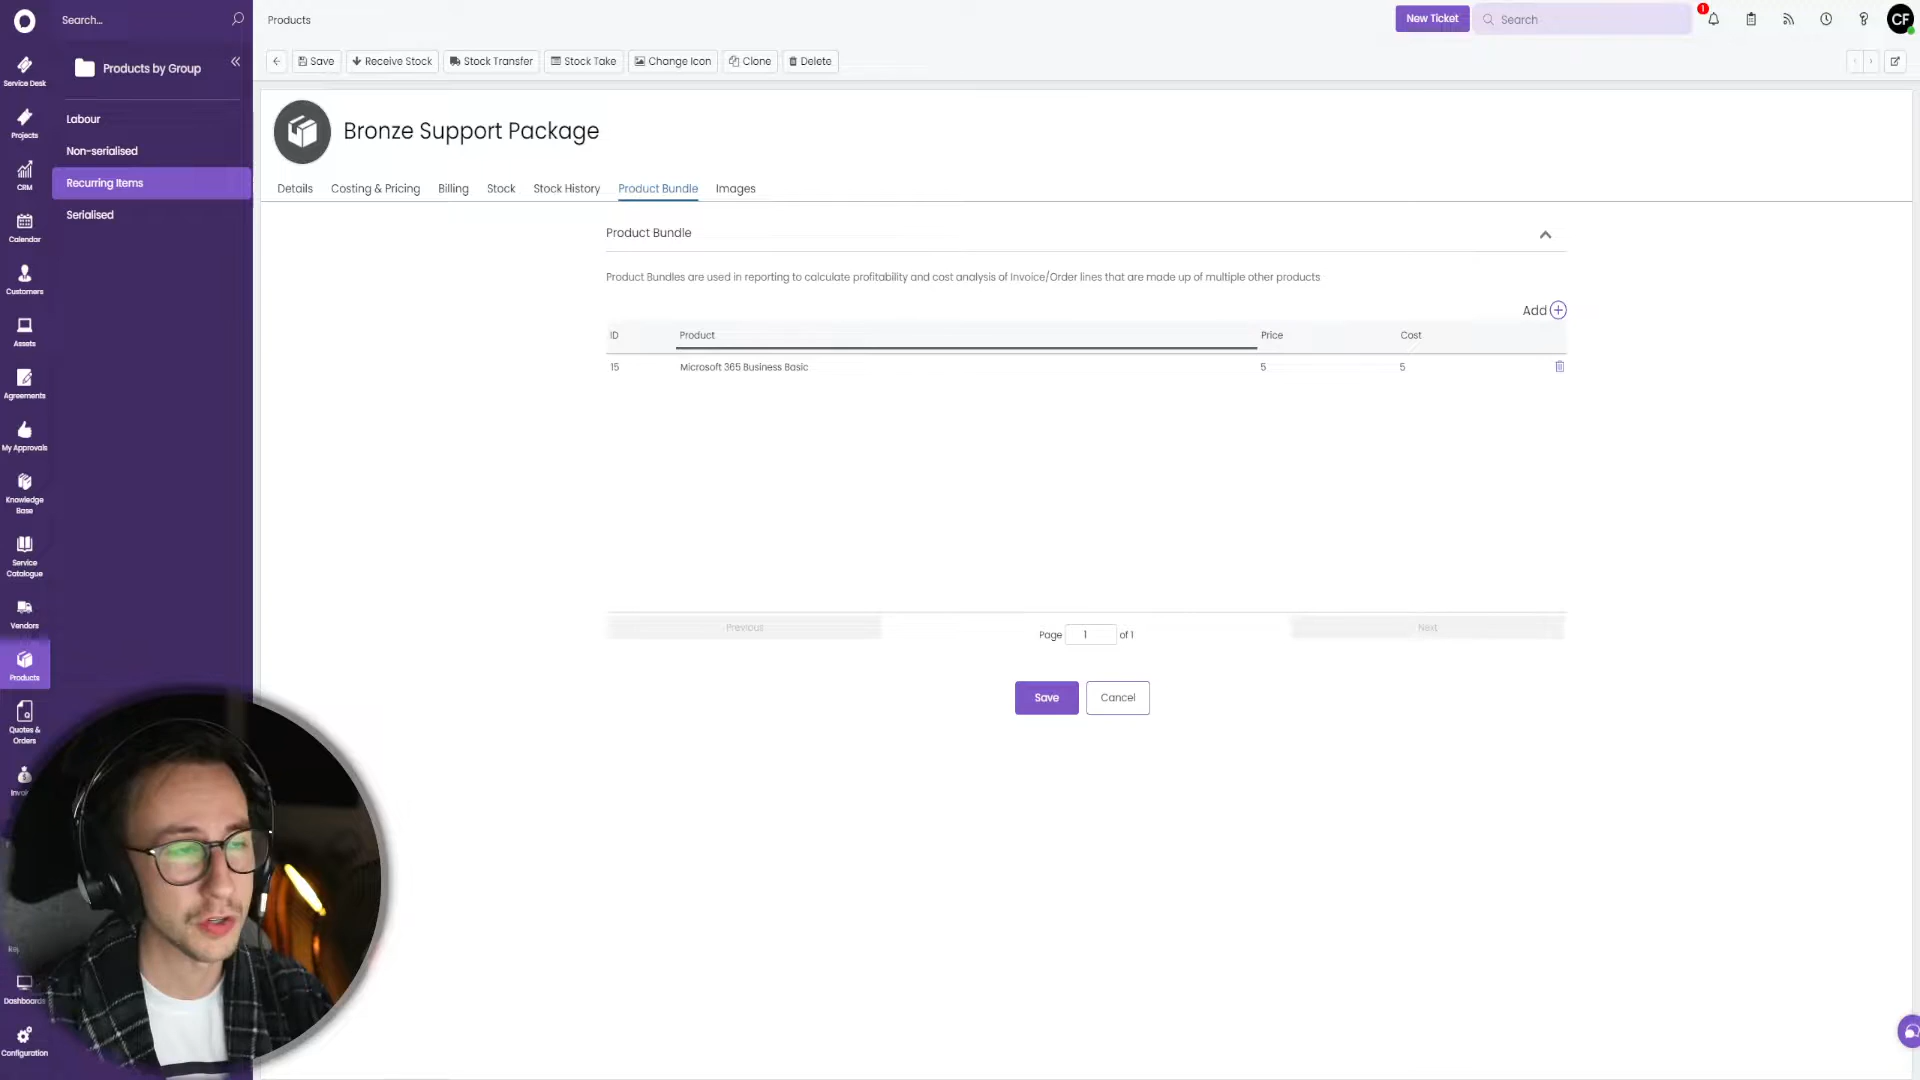 Search...
Products
New Ticket
Search
1
CF
Service Desk
Products by Group
Save
Receive Stock
Stock Transfer
Stock Take
Change Icon
Clone
Delete
Projects
Labour
Non-serialised
Recurring Items
Serialised
Bronze Support Package
CRM
Details
Costing & Pricing
Billing
Stock
Stock History
Product Bundle
Images
Calendar
Product Bundle
Customers
Product Bundles are used in reporting to calculate profitability and cost analysis of Invoice/Order lines that are made up of multiple other products
Add
Assets
ID
Product
Price
Cost
15
Microsoft 365 Business Basic
5
5
Agreements
My Approvals
Knowledge
Base
Service
Catalogue
Vendors
Previous
Page
1
of 1
Next
Products
Save
Cancel
Quotes &
Orders
Dashboards
Configuration